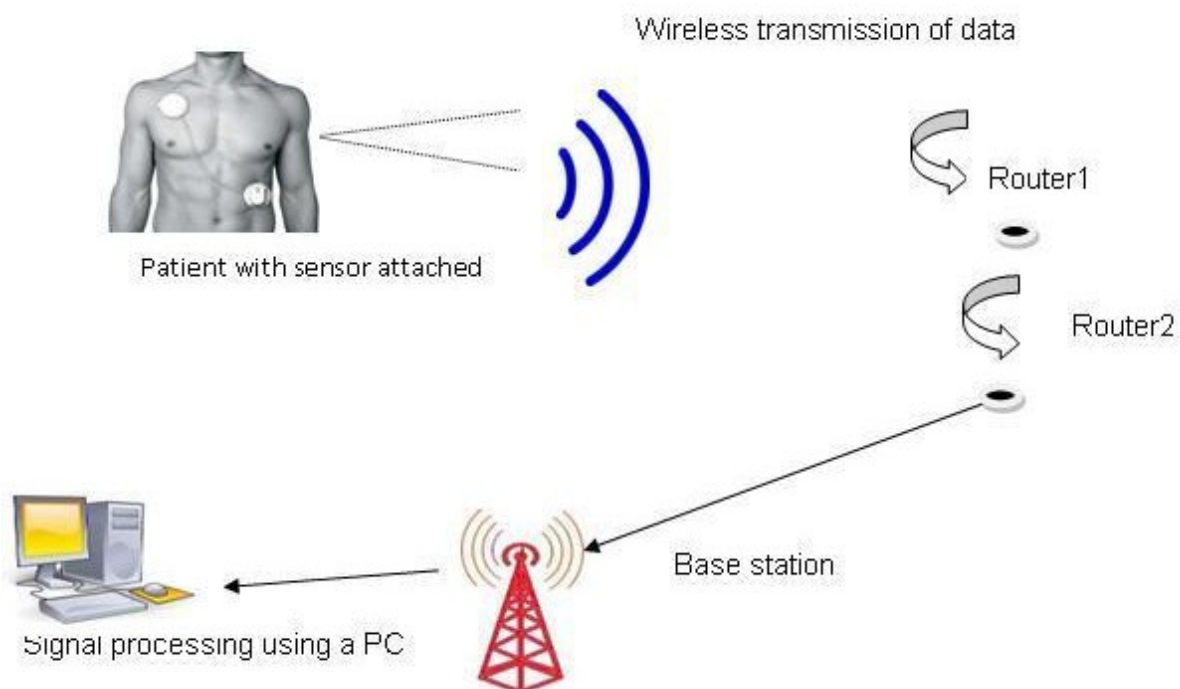 Wireless transmission of data
Router1
Patient with sensor attached
Router2
Base station
Signal processing using a PC